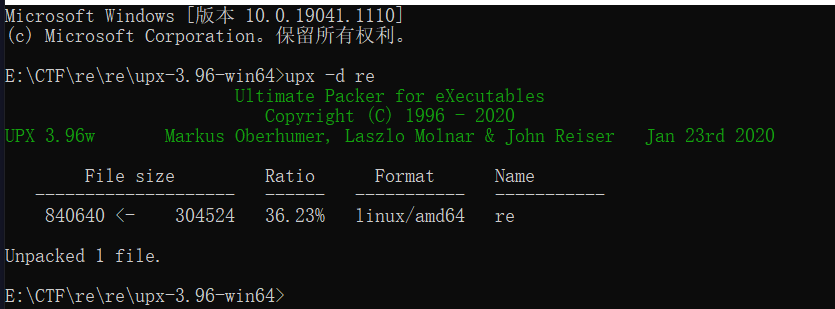 Microsoft Windows [版本 10.0.19041.1110]
(c) Microsoft Corporation。保留所有权利。
E:\CTF\re\re\upx-3.96-win64>upx -d re
Ultimate Packer for eXecutables
Copyright (C) 1996 - 2020
UPX 3.96w Markus Oberhumer, Laszlo Molnar & John Reiser Jan 23rd 2020
File size Ratio Format Name
-------------------- ------ ----------- -----------
840640 <- 304524 36.23% linux/amd64 re
Unpacked 1 file.
E:\CTF\re\re\upx-3.96-win64>